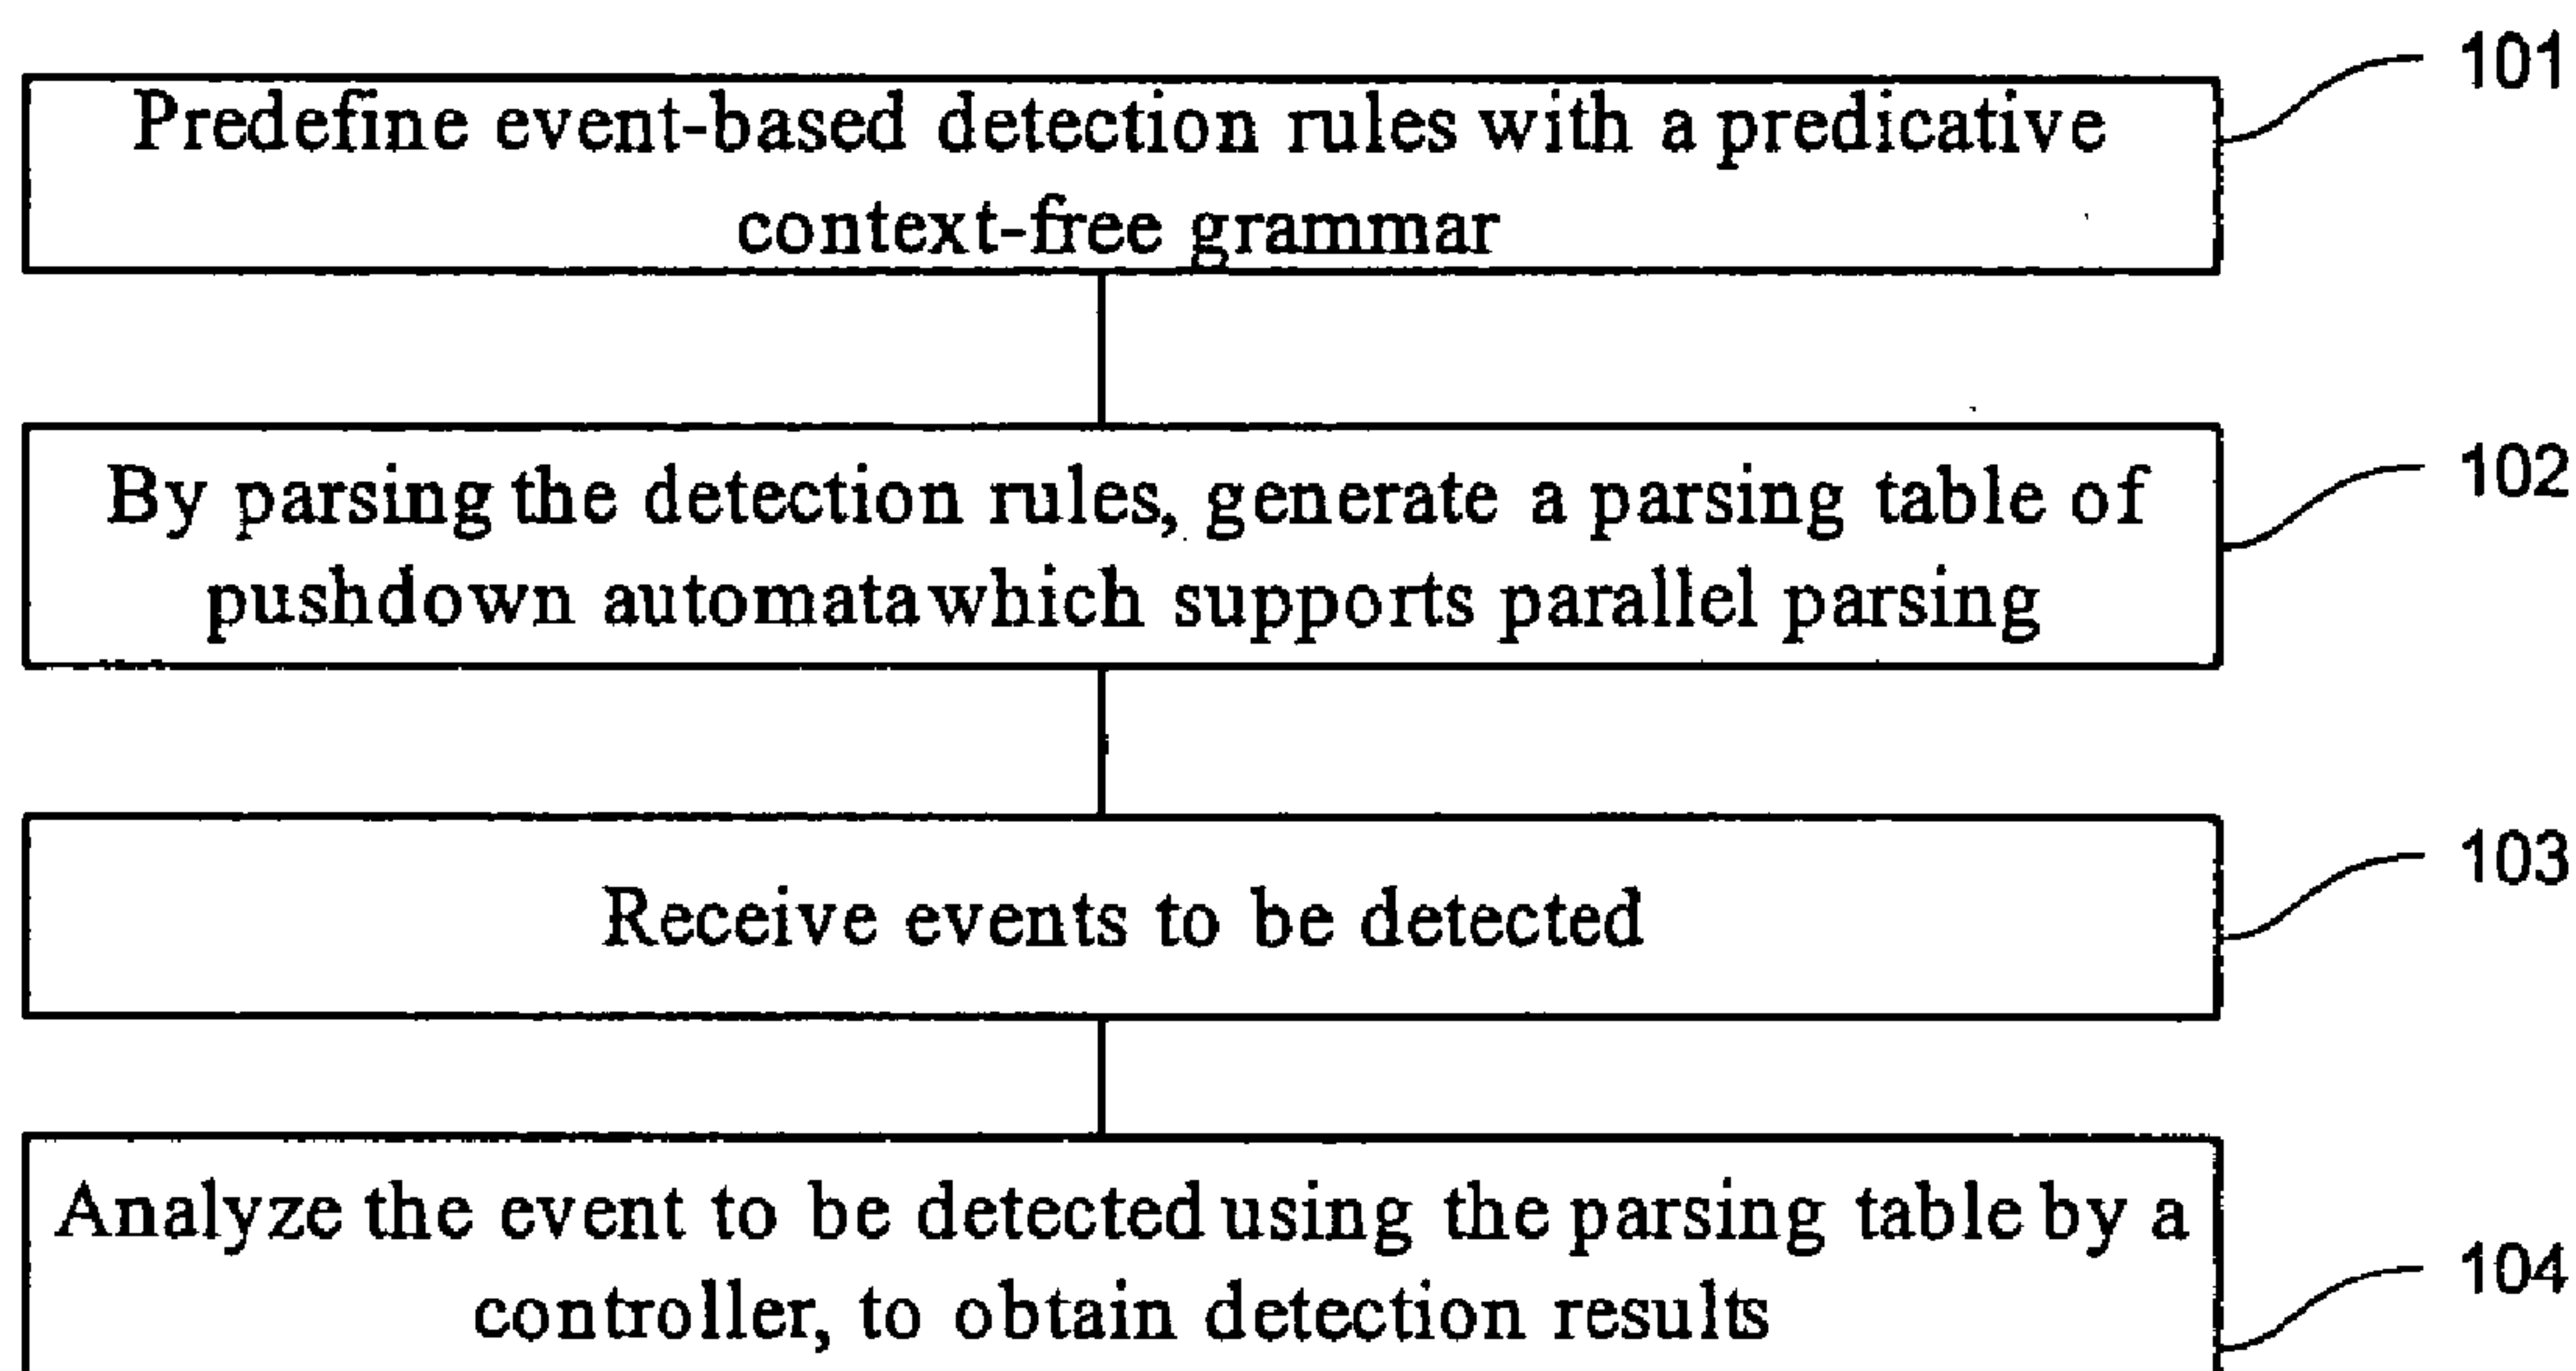 101
Predefine event-based detection rules with a predicative
context-free grammar
102
By parsing the detection rules, generate a parsing table of
pushdown automata which supports parallel parsing
103
Receive events to be detected
Analyze the event to be detected using the parsing table by a
104
controller, to obtain detection results